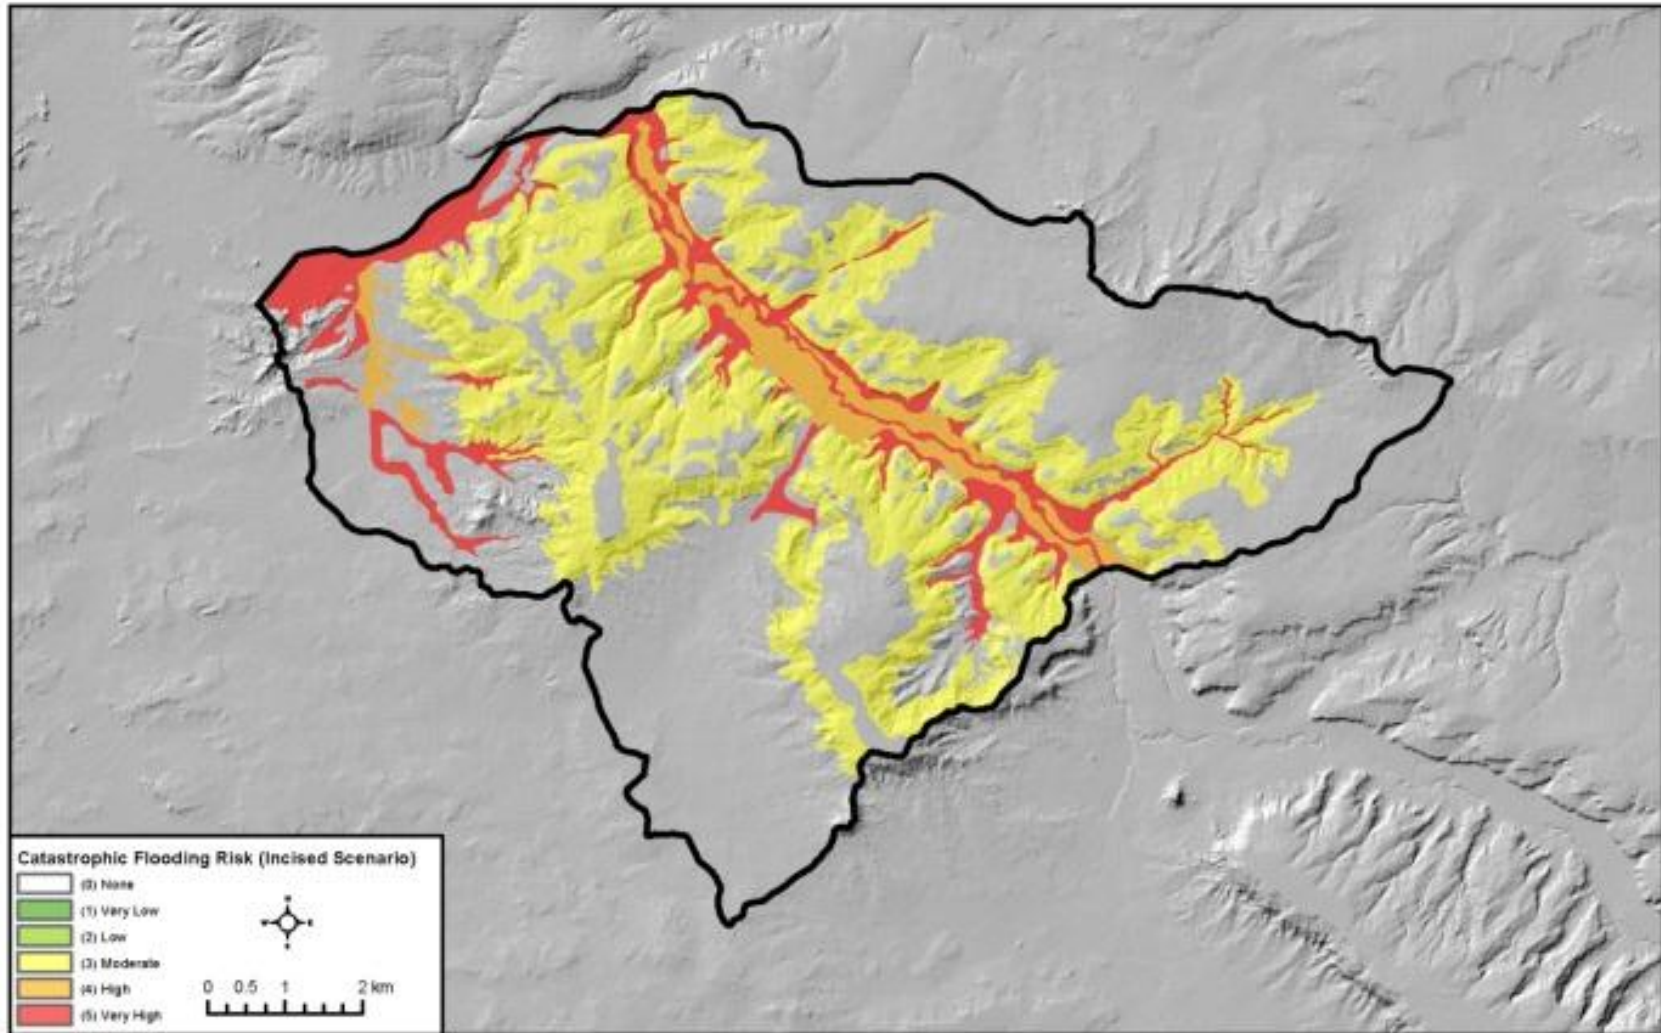 Catastrophic Flooding Risk (Incised Scenario)
(0) None
(1) Very Low
(2) Low
(3) Moderate
(4) High
(5) Very High
0 0.5 1 2 km